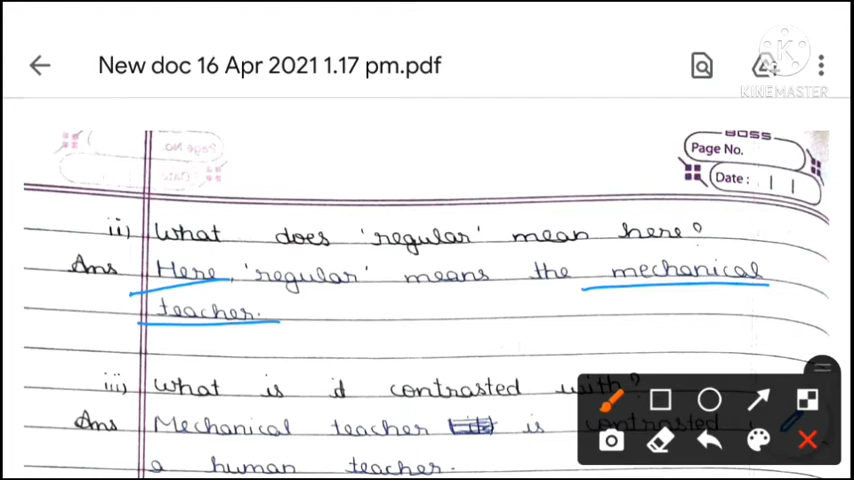 New doc 16 Apr 2021 1.17 pm.pdf
KINEMASTER
BOSS
Page No.
Date :
ii) What does 'regular' mean here?
Ans Here, 'regular' means the mechanical
teacher.
iii) What is it contrasted with?
Ans Mechanical teacher is contrasted
a human teacher.